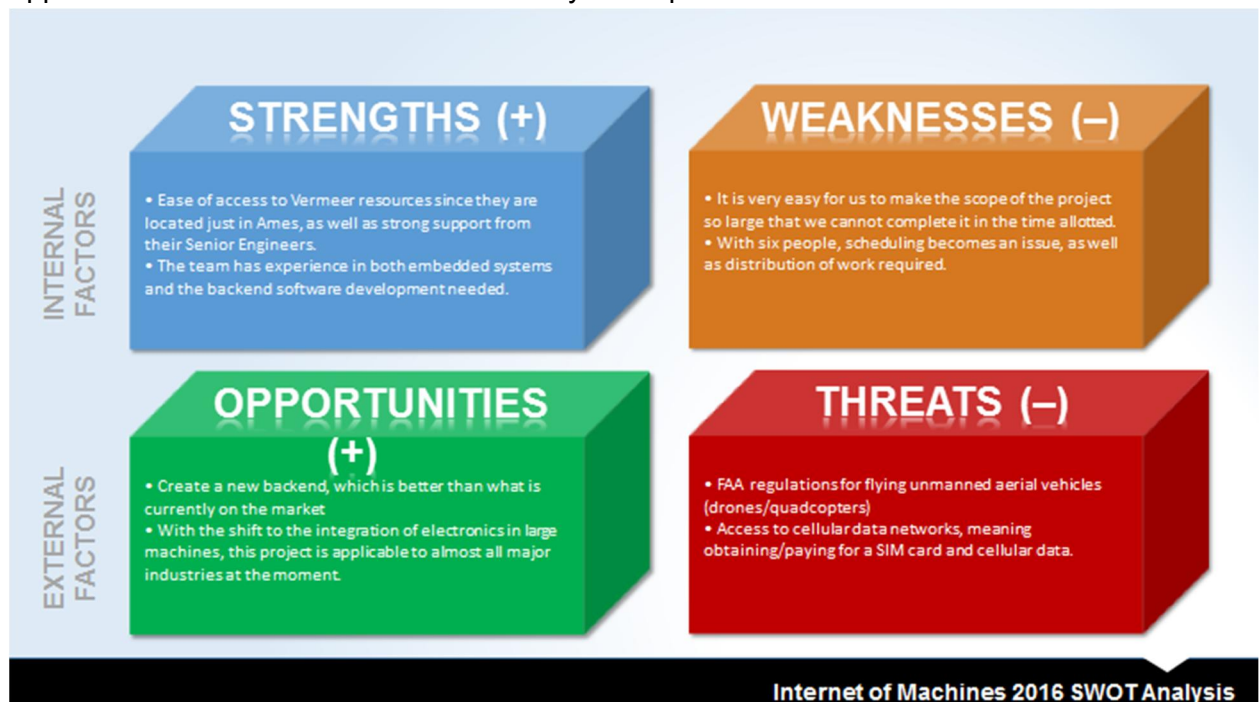 STRENGTHS (+)
• Ease of access to Vermeer resources since they are
located just in Ames, as well as strong support from
their Senior Engineers.
• The team has experience in both embedded systems
and the backend software development needed.
WEAKNESSES (–)
• It is very easy for us to make the scope of the project
so large that we cannot complete it in the time allotted.
• With six people, scheduling becomes an issue, as well
as distribution of work required.
INTERNAL
FACTORS
OPPORTUNITIES
(+)
• Create a new backend, which is better than what is
currently on the market
• With the shift to the integration of electronics in large
machines, this project is applicable to almost all major
industries at the moment.
THREATS (–)
• FAA regulations for flying unmanned aerial vehicles
(drones/quadcopters)
• Access to cellular data networks, meaning
obtaining/paying for a SIM card and cellular data.
EXTERNAL
FACTORS
Internet of Machines 2016 SWOT Analysis